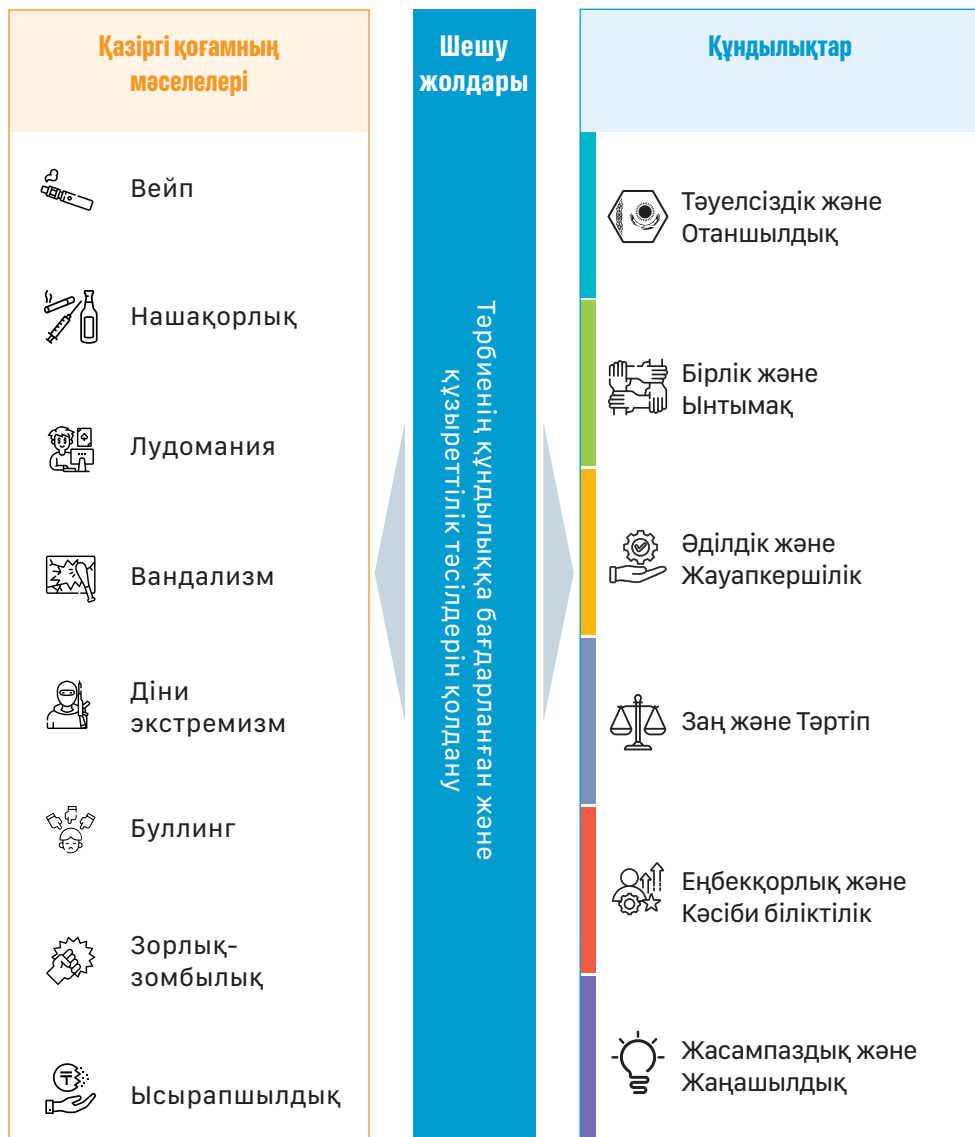 Қазіргі қоғамның
мәселелері
Вейп
Нашақорлық
Лудомания
Вандализм
Діни
экстремизм
Буллинг
Зорлық-
зомбылық
Ысырапшылдық
Шешу
жолдары
Тәрбиенің құндылыққа бағдарланған және
құзыреттілік тәсілдерін қолдану
Құндылықтар
Тәуелсіздік және
Отаншылдық
Бірлік және
Ынтымақ
Әділдік және
Жауапкершілік
Заң және Тәртіп
Еңбекқорлық және
Кәсіби біліктілік
Жасампаздық және
Жаңашылдық